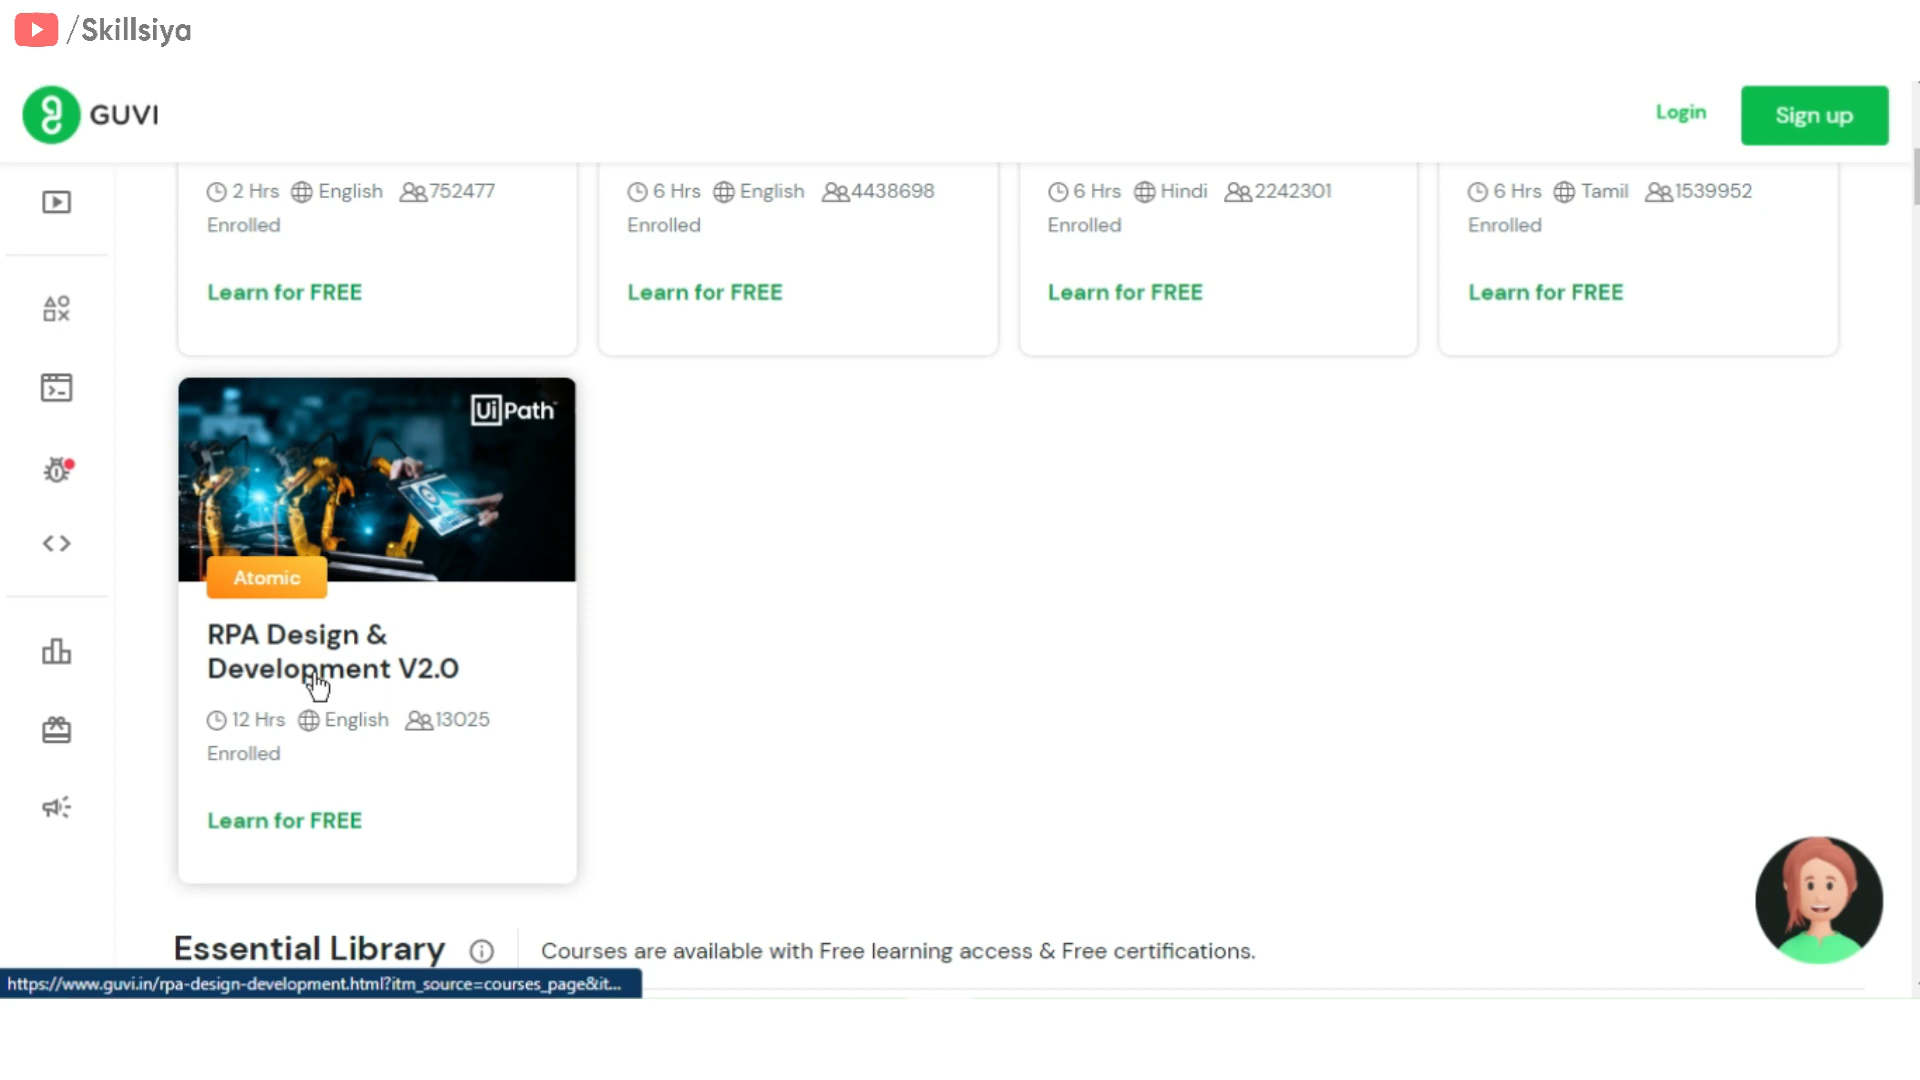 /Skillsiya
GUVI
Login
Sign up
2 Hrs English 752477
Enrolled
Learn for FREE
6 Hrs English 4438698
Enrolled
Learn for FREE
6 Hrs Hindi 2242301
Enrolled
Learn for FREE
6 Hrs Tamil 1539952
Enrolled
Learn for FREE
UiPath
Atomic
RPA Design &
Development V2.0
12 Hrs English 13025
Enrolled
Learn for FREE
Essential Library
Courses are available with Free learning access & Free certifications.
https://www.guvi.in/rpa-design-development.html?itm_source=courses_page&it...